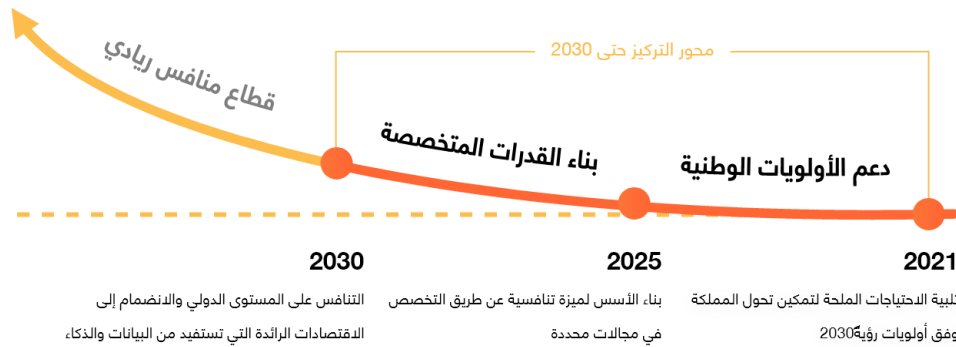 محور التركيز حتى 2030
دعم الأولويات الوطنية
بناء القدرات المتخصصة
قطاع منافس ريادي
2021
تلبية الاحتياجات الملحة لتمكين تحول المملكة
وفق أولويات رؤية2030
2025
بناء الأسس لميزة تنافسية عن طريق التخصص
في مجالات محددة
2030
التنافس على المستوى الدولي والانضمام إلى
الاقتصادات الرائدة التي تستفيد من البيانات والذكاء